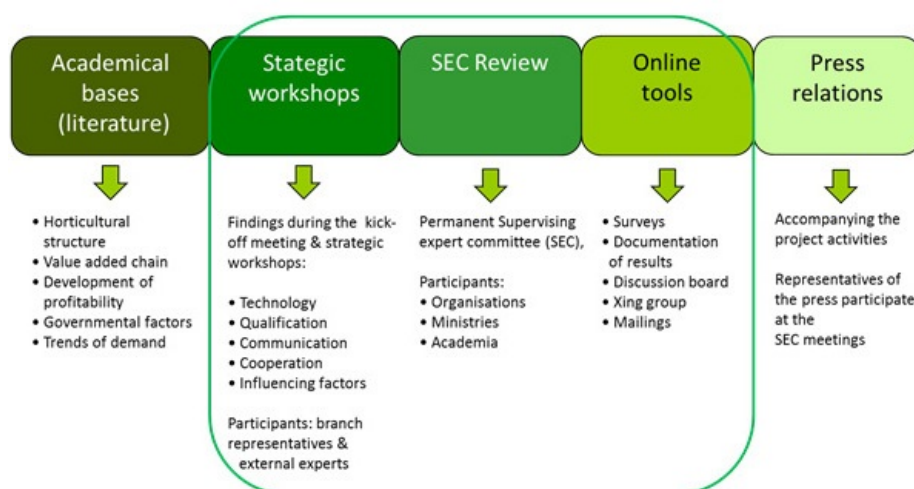 Academical
bases
(literature)
Stategic
workshops
SEC Review
Online
tools
Press
relations
• Horticultural
structure
• Value added chain
• Development of
profitability
• Governmental factors
• Trends of demand
Findings during the kick-
off meeting & strategic
workshops:
• Technology
• Qualification
• Communication
• Cooperation
• Influencing factors
Participants: branch
representatives &
external experts
Permanent Supervising
expert committee (SEC),
Participants:
• Organisations
• Ministries
• Academia
• Surveys
• Documentation
of results
• Discussion board
• Xing group
• Mailings
Accompanying the
project activities
Representatives of
the press participate
at the
SEC meetings